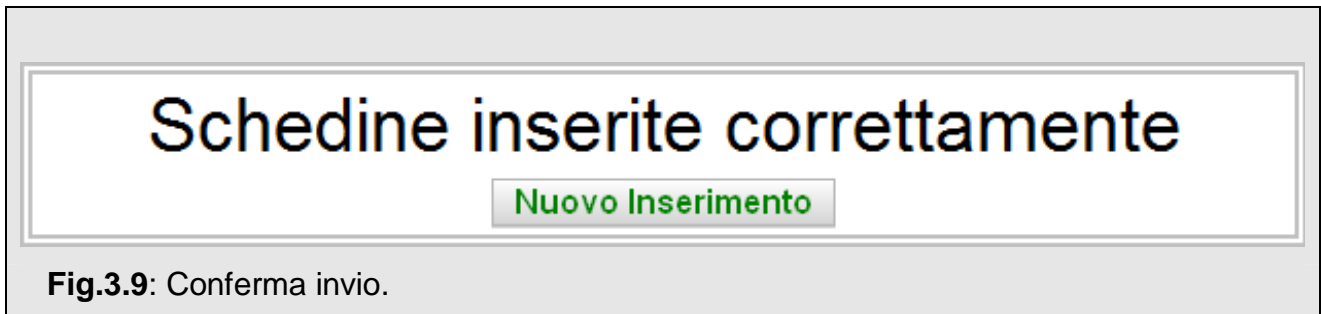 Schedine inserite correttamente
Nuovo Inserimento
Fig.3.9: Conferma invio.